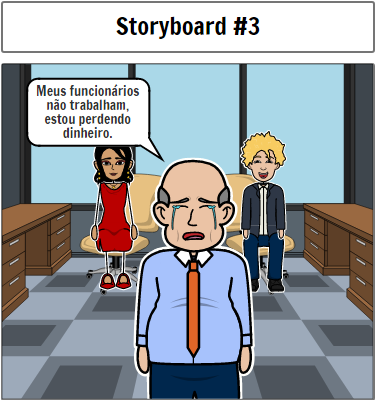 Storyboard #3
Meus funcionários
não trabalham,
estou perdendo
dinheiro.